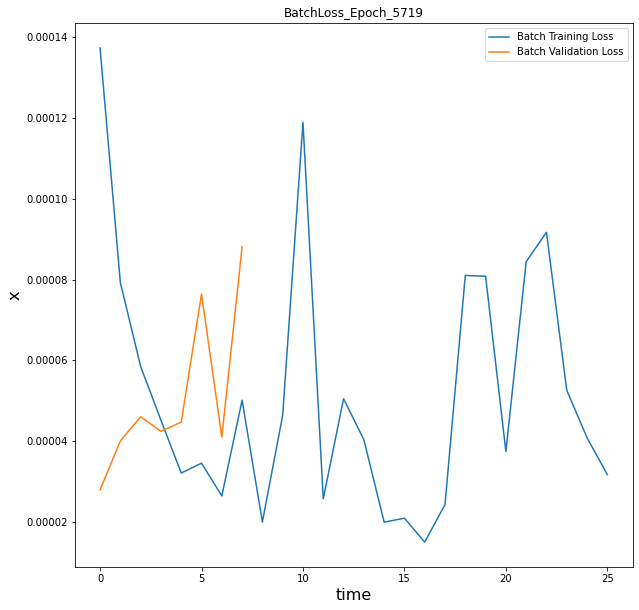 BatchLoss_Epoch_5719
Batch Training Loss
Batch Validation Loss
0.00014
0.00012
0.00010
0.00008
0.00006
0.00004
0.00002
x
0 5 10 15 20 25
time